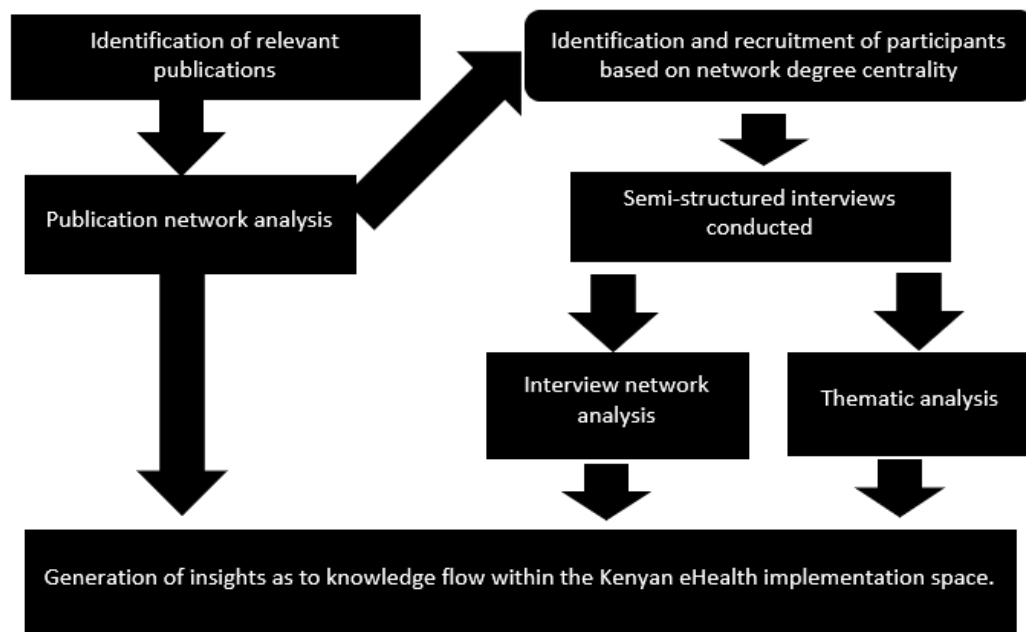 Identification of relevant
publications
Identification and recruitment of participants
based on network degree centrality
Publication network analysis
Semi-structured interviews
conducted
Interview network
analysis
Thematic analysis
Generation of insights as to knowledge flow within the Kenyan eHealth implementation space.